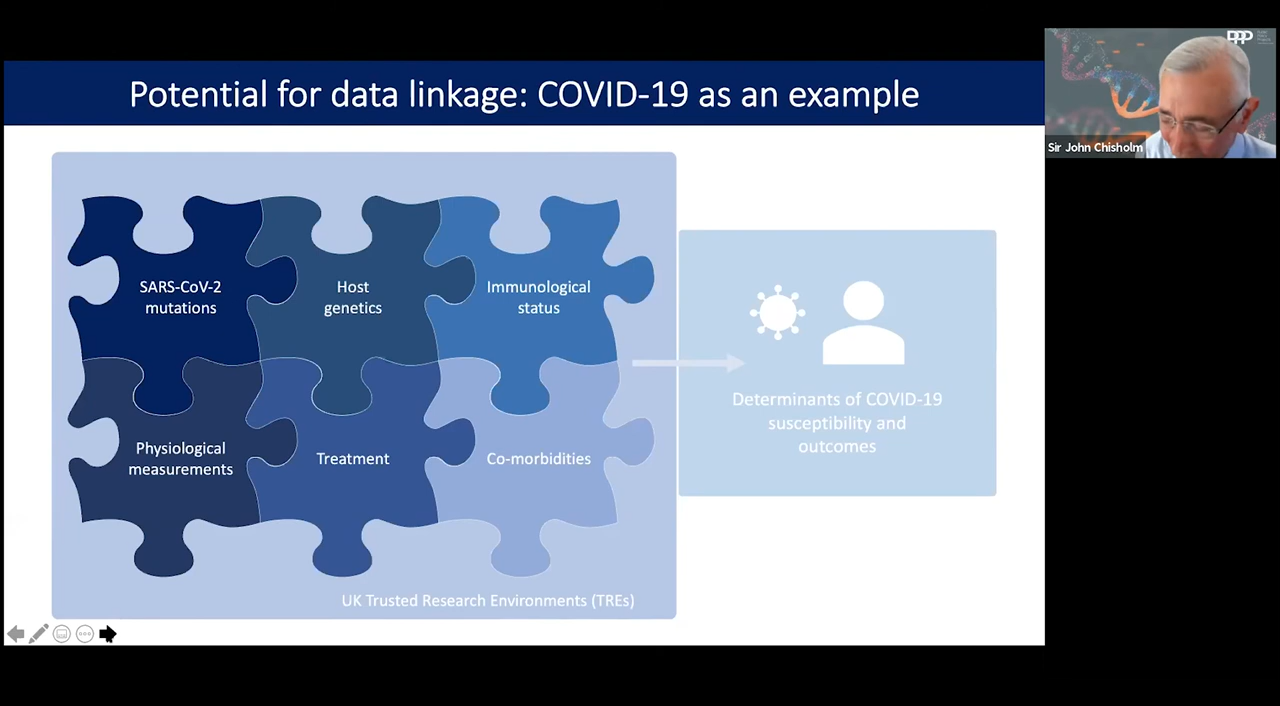 Potential for data linkage: COVID-19 as an example
SARS-CoV-2
mutations
Host
genetics
Immunological
status
Physiological
measurements
Treatment
Co-morbidities
UK Trusted Research Environments (TREs)
Determinants of COVID-19
susceptibility and
outcomes
PPP
Sir John Chisholm